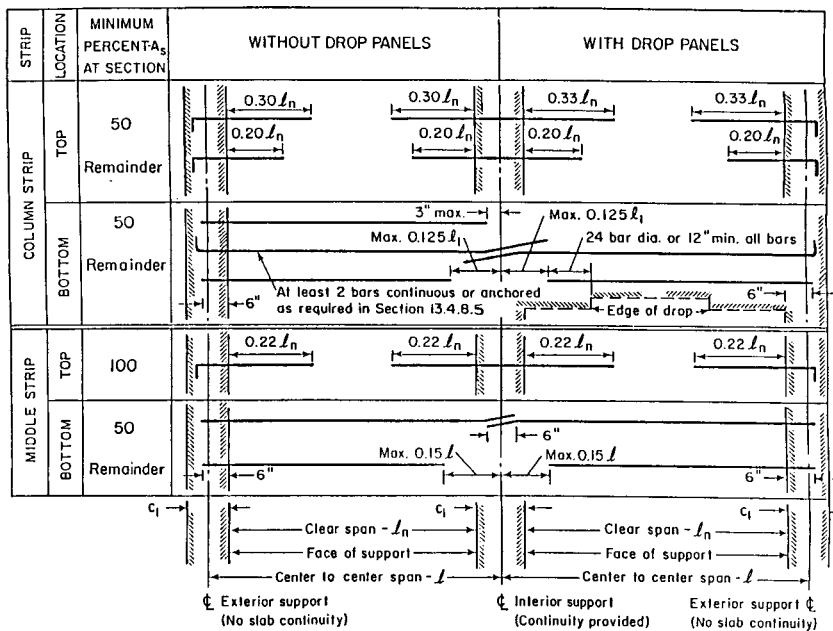 STRIP
LOCATION
MINIMUM
PERCENT-As
AT SECTION
WITHOUT DROP PANELS
WITH DROP PANELS
COLUMN STRIP
TOP
50
Remainder
0.30 ℓn
0.30 ℓn
0.33 ℓn
0.33 ℓn
0.20 ℓn
0.20 ℓn
0.20 ℓn
0.20 ℓn
BOTTOM
50
Remainder
3" max.
Max. 0.125 ℓ1
Max. 0.125 ℓ1
24 bar dia. or 12" min. all bars
6"
At least 2 bars continuous or anchored
as required in Section 13.4.8.5
6"
Edge of drop
MIDDLE STRIP
TOP
100
0.22 ℓn
0.22 ℓn
0.22 ℓn
0.22 ℓn
BOTTOM
50
Remainder
6"
Max. 0.15 ℓ
Max. 0.15 ℓ
6"
6"
c1
c1
c1
Clear span - ℓn
Clear span - ℓn
Face of support
Face of support
Center to center span - ℓ
Center to center span - ℓ
℄ Exterior support
(No slab continuity)
℄ Interior support
(Continuity provided)
Exterior support ℄
(No slab continuity)